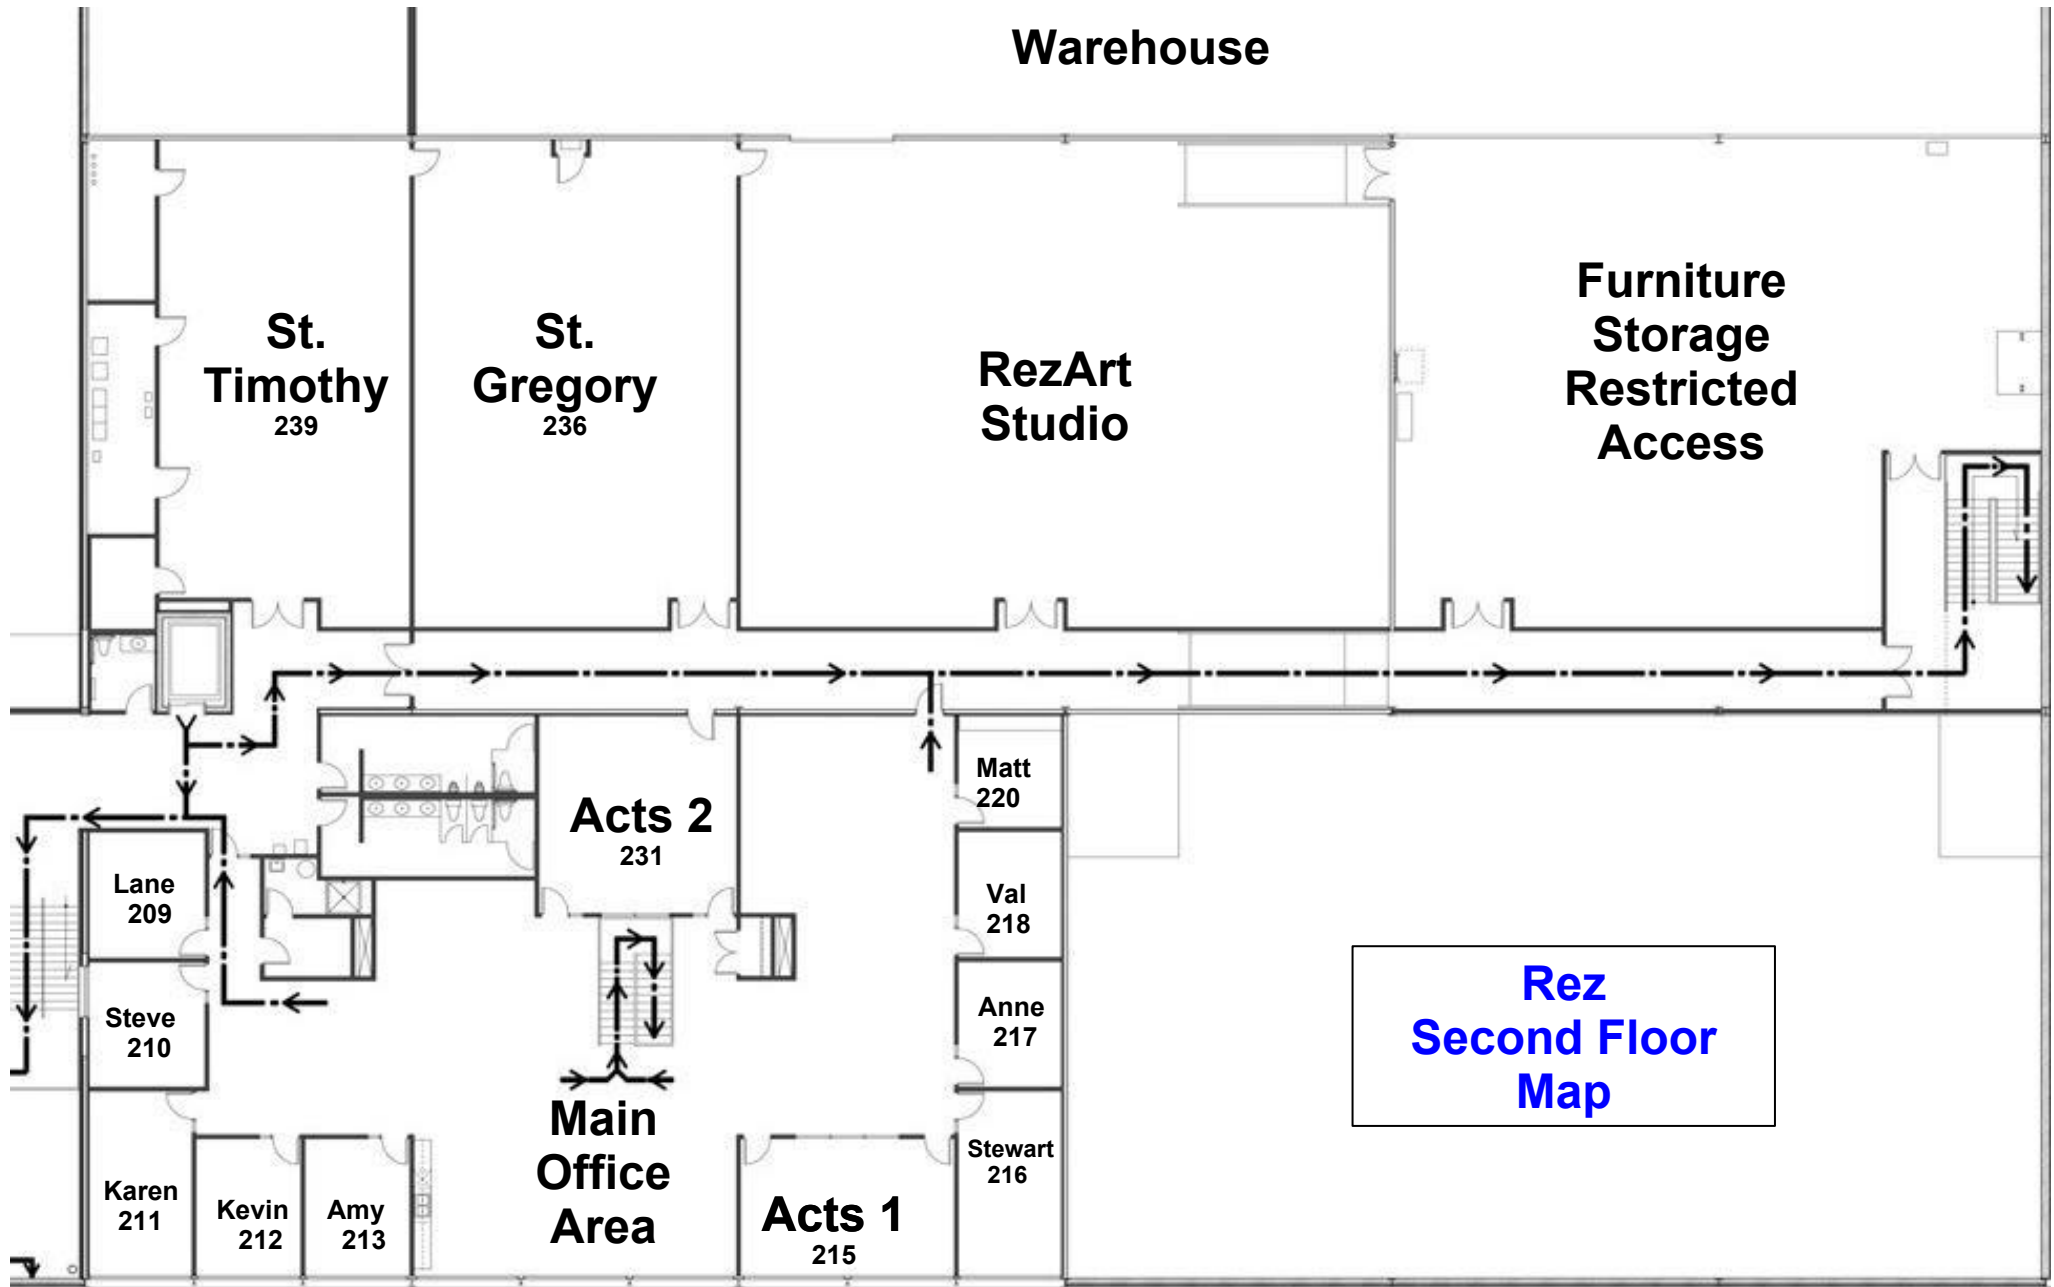 Warehouse
St.
Timothy
239
St.
Gregory
236
RezArt
Studio
Furniture
Storage
Restricted
Access
Acts 2
231
Matt
220
Lane
209
Val
218
Steve
210
Anne
217
Rez
Second Floor
Map
Main
Office
Area
Stewart
216
Karen
211
Kevin
212
Amy
213
Acts 1
215